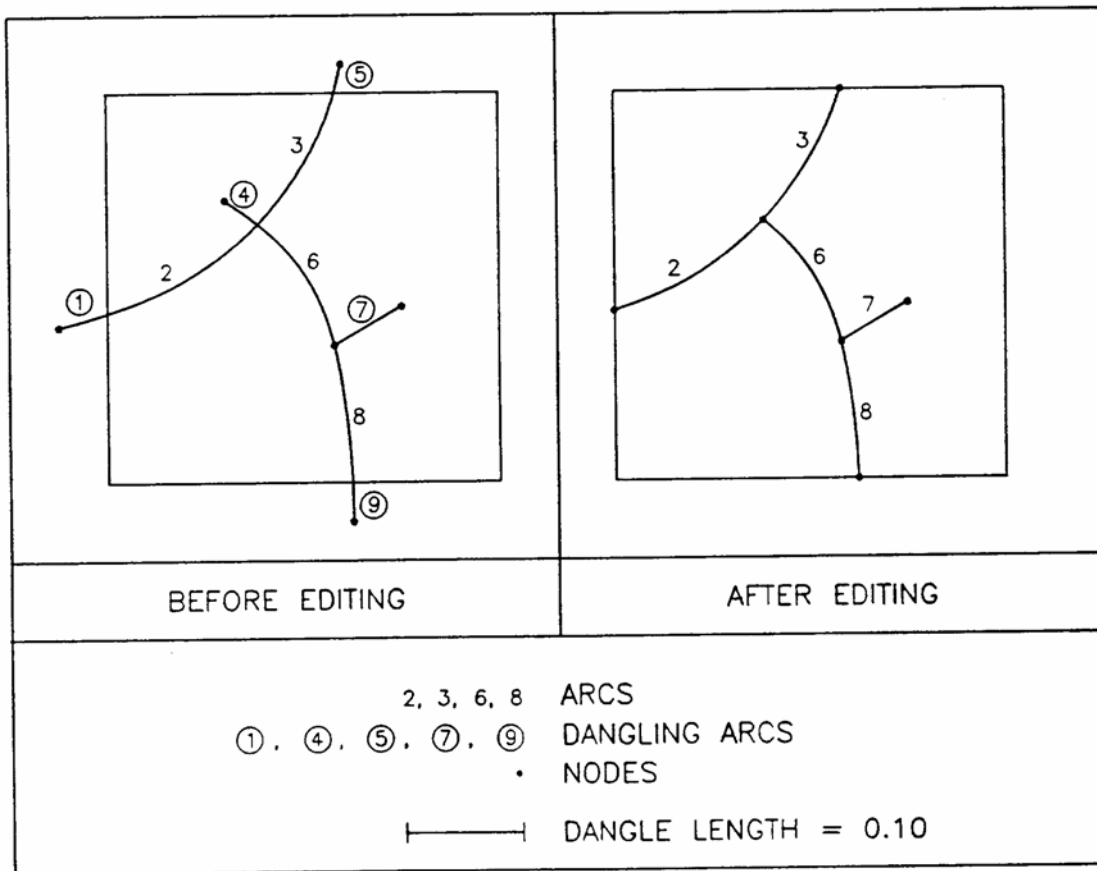 ⑤
3
④
2
6
①
⑦
8
⑨
3
2
6
7
8
BEFORE EDITING
AFTER EDITING
2, 3, 6, 8 ARCS
①, ④, ⑤, ⑦, ⑨ DANGLING ARCS
• NODES
DANGLE LENGTH = 0.10